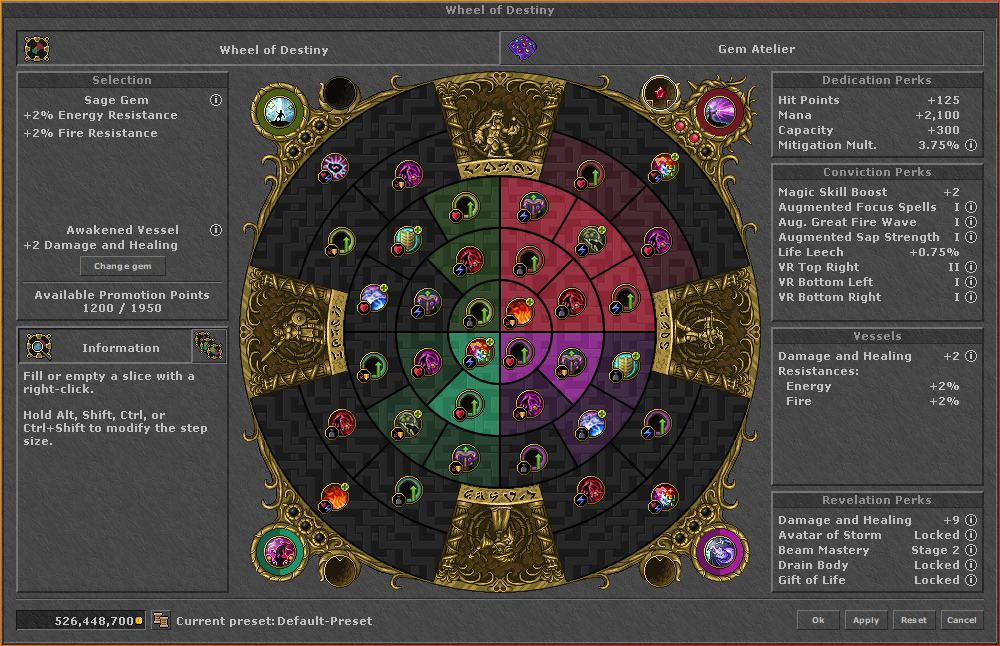 Wheel of Destiny
Wheel of Destiny
Gem Atelier
Selection
Sage Gem
+2% Energy Resistance
+2% Fire Resistance
Awakened Vessel
+2 Damage and Healing
Change gem
Available Promotion Points
1200 / 1950
Information
Fill or empty a slice with a
right-click.
Hold Alt, Shift, Ctrl, or
Ctrl+Shift to modify the step
size.
Dedication Perks
Hit Points +125
Mana +2,100
Capacity +300
Mitigation Mult. 3.75%
Conviction Perks
Magic Skill Boost +2
Augmented Focus Spells I
Aug. Great Fire Wave I
Augmented Sap Strength I
Life Leech +0.75%
VR Top Right II
VR Bottom Left I
VR Bottom Right I
Vessels
Damage and Healing +2
Resistances:
Energy +2%
Fire +2%
Revelation Perks
Damage and Healing +9
Avatar of Storm Locked
Beam Mastery Stage 2
Drain Body Locked
Gift of Life Locked
526,448,700
Current preset: Default-Preset
Ok
Apply
Reset
Cancel